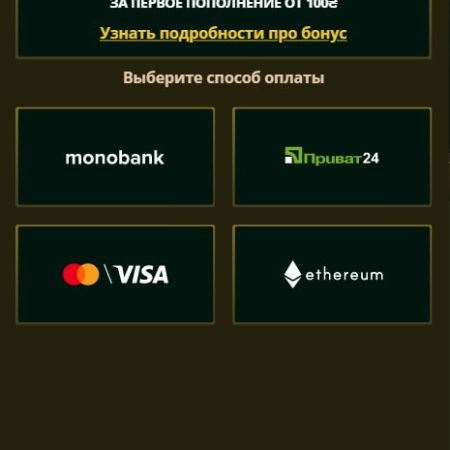 ЗА ПЕРВОЕ ПОПОЛНЕНИЕ ОТ 100₴
Узнать подробности про бонус
Выберите способ оплаты
monobank
Приват24
VISA
ethereum